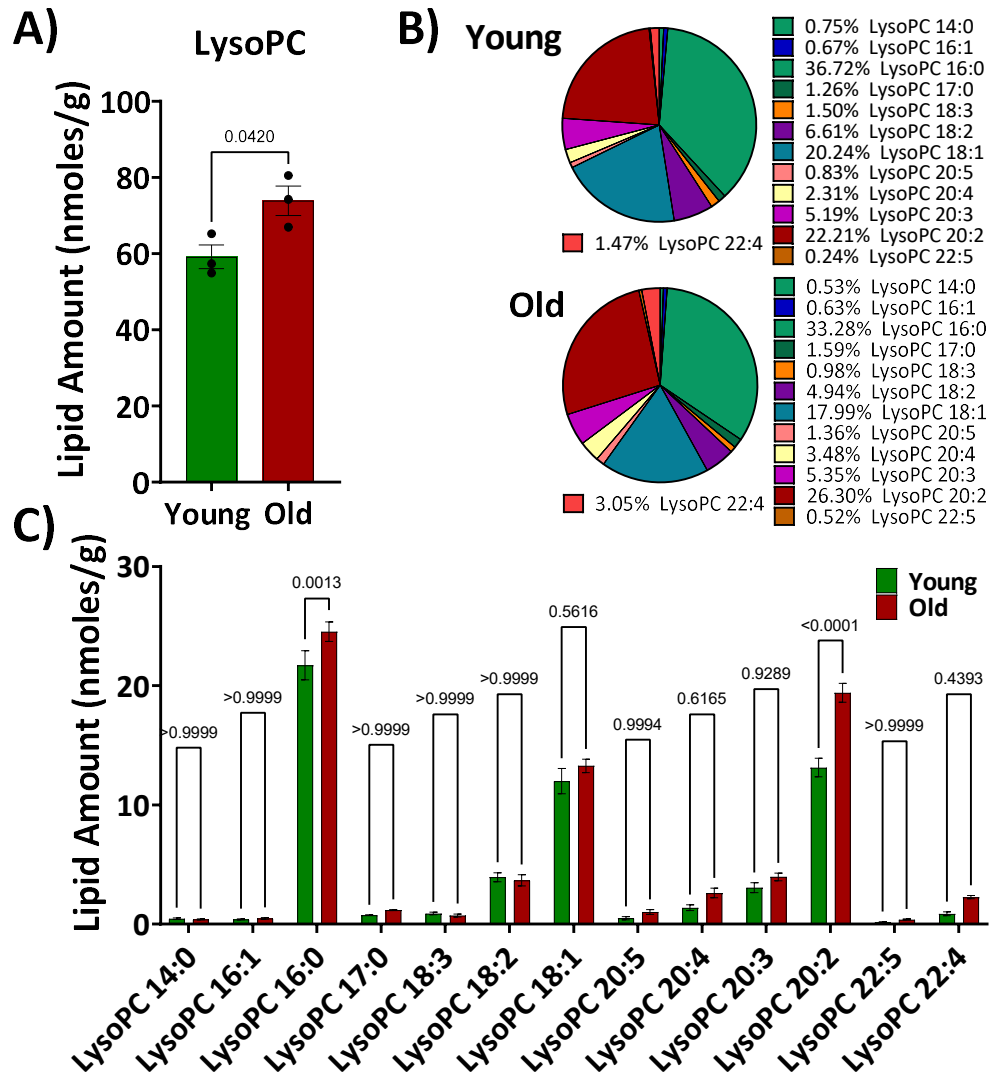 A)
LysoPC
Lipid Amount (nmoles/g)
100
80
60
40
20
0
0.0420
Young Old
B)
Young
0.75% LysoPC 14:0
0.67% LysoPC 16:1
36.72% LysoPC 16:0
1.26% LysoPC 17:0
1.50% LysoPC 18:3
6.61% LysoPC 18:2
20.24% LysoPC 18:1
0.83% LysoPC 20:5
2.31% LysoPC 20:4
5.19% LysoPC 20:3
22.21% LysoPC 20:2
0.24% LysoPC 22:5
1.47% LysoPC 22:4
Old
0.53% LysoPC 14:0
0.63% LysoPC 16:1
33.28% LysoPC 16:0
1.59% LysoPC 17:0
0.98% LysoPC 18:3
4.94% LysoPC 18:2
17.99% LysoPC 18:1
1.36% LysoPC 20:5
3.48% LysoPC 20:4
5.35% LysoPC 20:3
26.30% LysoPC 20:2
0.52% LysoPC 22:5
3.05% LysoPC 22:4
C)
Lipid Amount (nmoles/g)
30
20
10
0
Young
Old
>0.9999
>0.9999
0.0013
>0.9999
>0.9999
>0.9999
0.5616
0.9994
0.6165
0.9289
<0.0001
>0.9999
0.4393
LysoPC 14:0
LysoPC 16:1
LysoPC 16:0
LysoPC 17:0
LysoPC 18:3
LysoPC 18:2
LysoPC 18:1
LysoPC 20:5
LysoPC 20:4
LysoPC 20:3
LysoPC 20:2
LysoPC 22:5
LysoPC 22:4